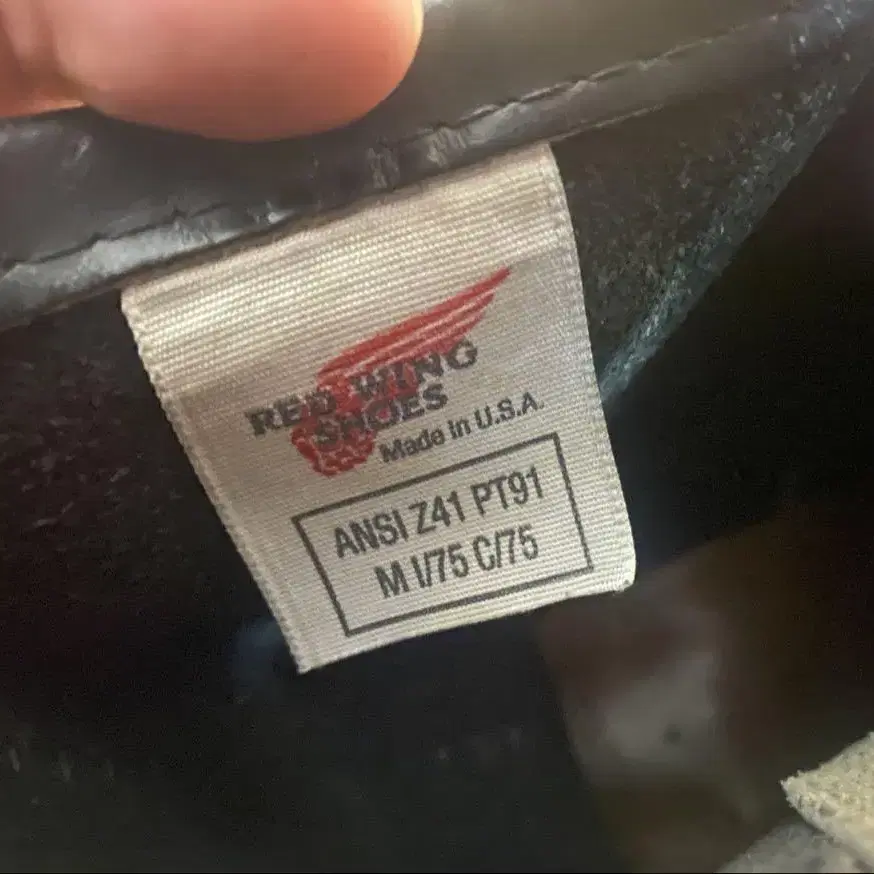 RED WING
SHOES
Made in U.S.A.
ANSI Z41 PT91
M I/75 C/75